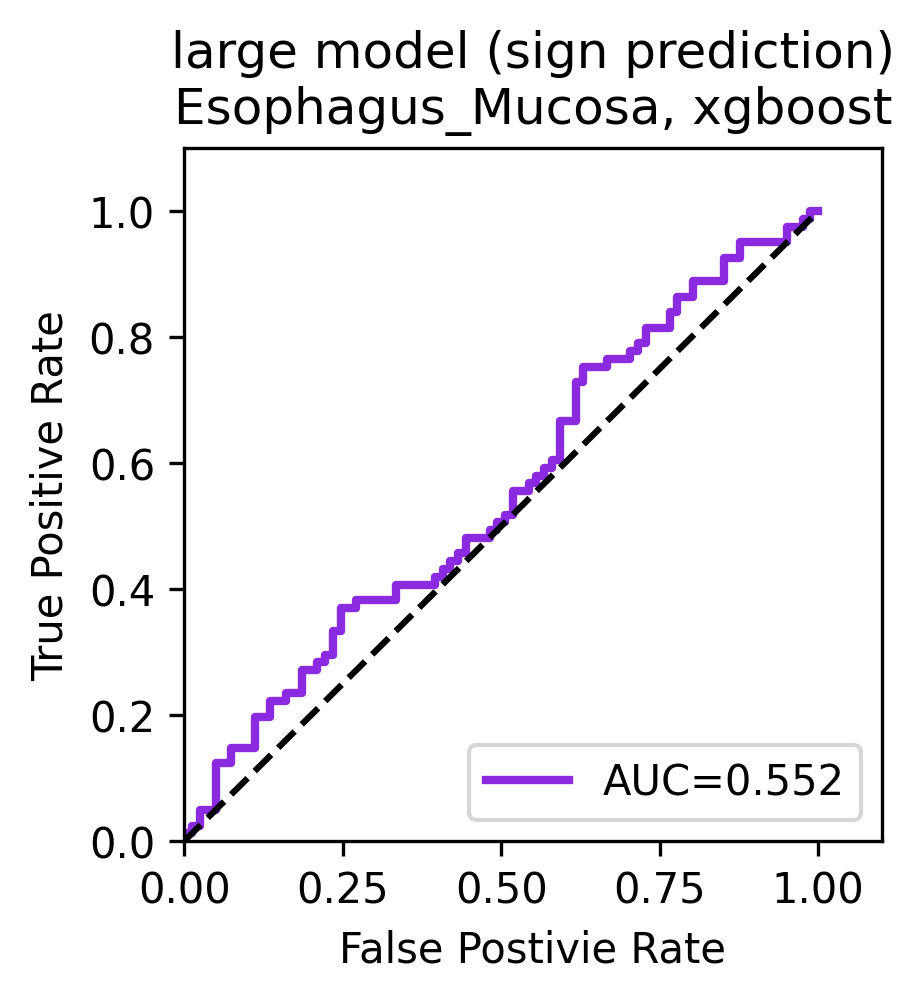 large model (sign prediction)
Esophagus_Mucosa, xgboost
1.0
0.8
0.6
0.4
0.2
0.0
True Positive Rate
AUC=0.552
0.00 0.25 0.50 0.75 1.00
False Postivie Rate